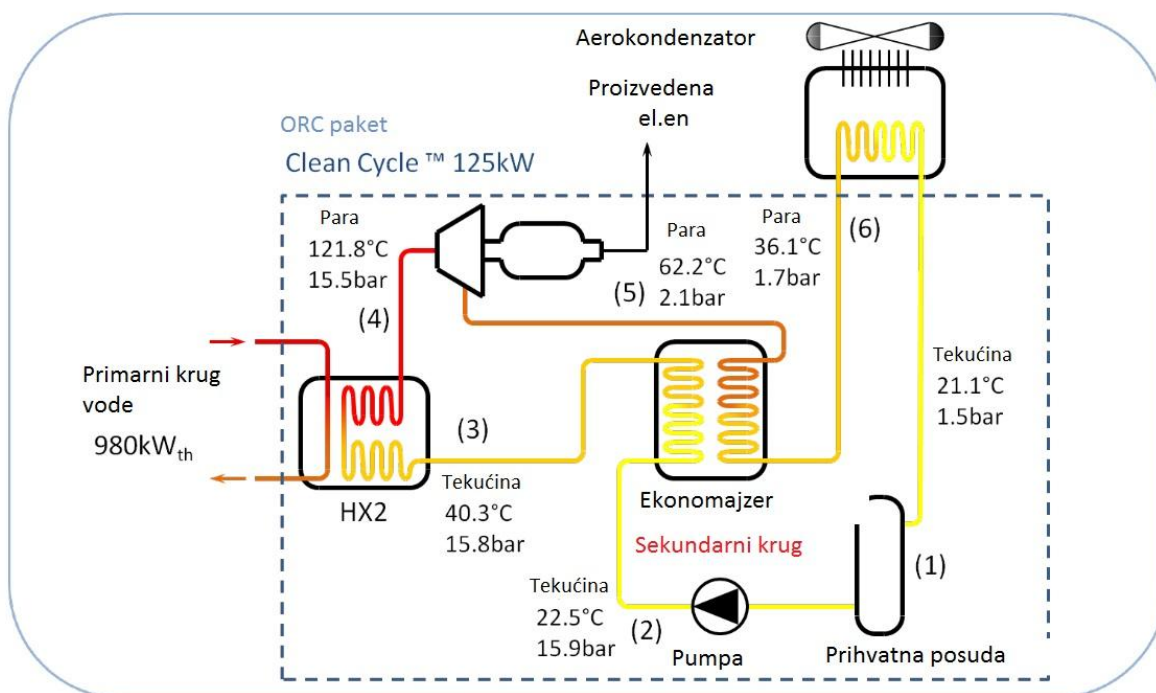 Aerokondenzator
Proizvedena
el.en
ORC paket
Clean Cycle ™ 125kW
Para
121.8°C
15.5bar
(4)
(5)
Para
62.2°C
2.1bar
Para
36.1°C
1.7bar
(6)
Primarni krug
vode
980kWth
HX2
(3)
Tekućina
40.3°C
15.8bar
Ekonomajzer
Sekundarni krug
Tekućina
21.1°C
1.5bar
(1)
Prihvatna posuda
Tekućina
22.5°C
15.9bar
(2)
Pumpa